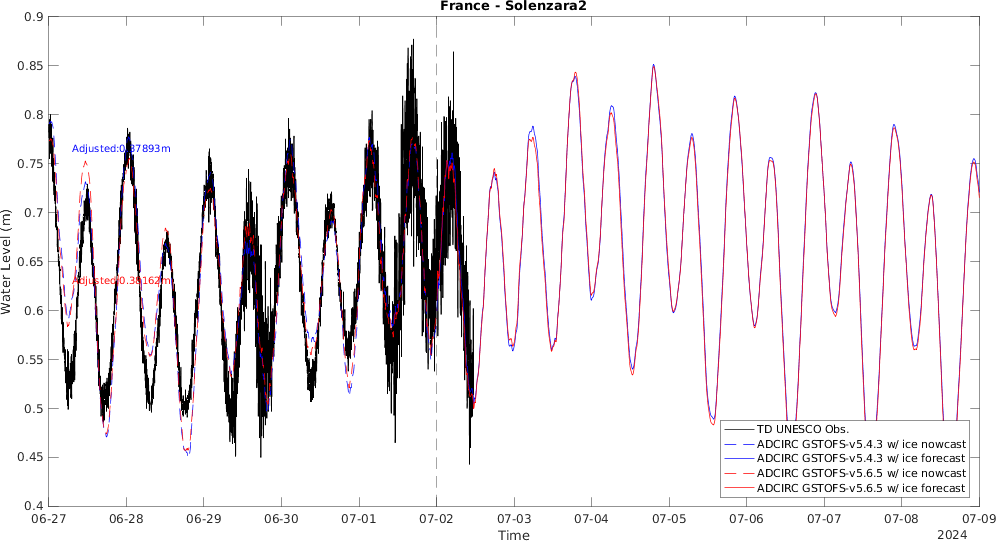 France - Solenzara2
0.9
0.85
0.8
0.75
0.7
0.65
0.6
0.55
0.5
0.45
0.4
Water Level (m)
Adjusted:0.37893m
Adjusted:0.38162m
TD UNESCO Obs.
ADCIRC GSTOFS-v5.4.3 w/ ice nowcast
ADCIRC GSTOFS-v5.4.3 w/ ice forecast
ADCIRC GSTOFS-v5.6.5 w/ ice nowcast
ADCIRC GSTOFS-v5.6.5 w/ ice forecast
06-27 06-28 06-29 06-30 07-01 07-02 07-03 07-04 07-05 07-06 07-07 07-08 07-09
Time
2024